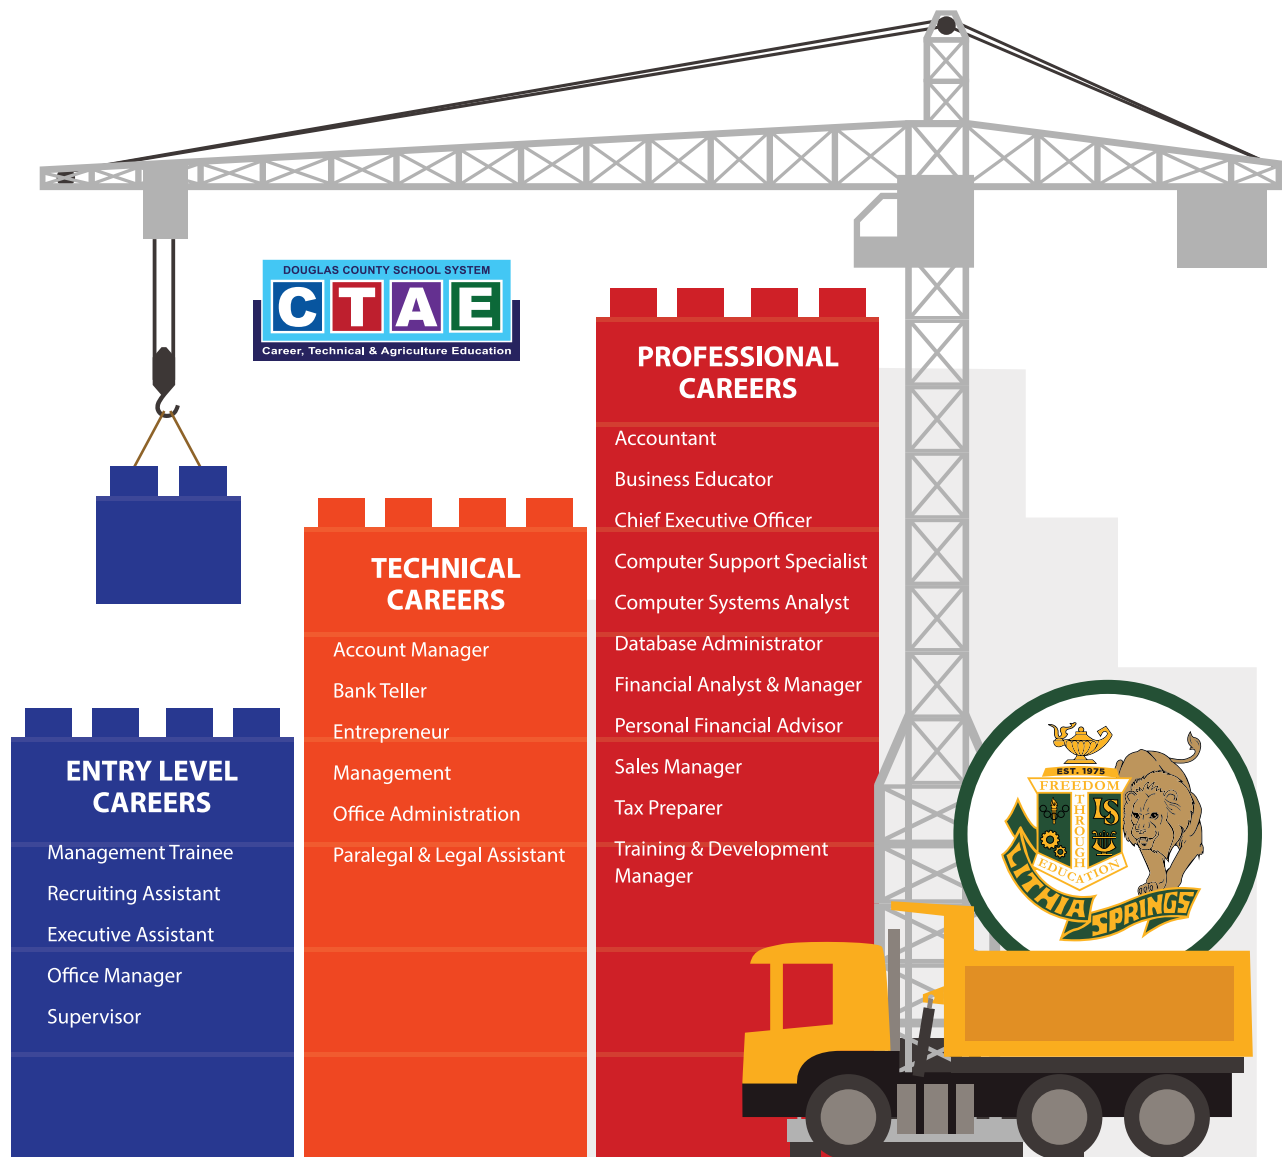 DOUGLAS COUNTY SCHOOL SYSTEM
CTAE
Career, Technical & Agriculture Education
PROFESSIONAL
CAREERS
Accountant
Business Educator
Chief Executive Officer
Computer Support Specialist
Computer Systems Analyst
Database Administrator
Financial Analyst & Manager
Personal Financial Advisor
Sales Manager
Tax Preparer
Training & Development
Manager
TECHNICAL
CAREERS
Account Manager
Bank Teller
Entrepreneur
Management
Office Administration
Paralegal & Legal Assistant
ENTRY LEVEL
CAREERS
Management Trainee
Recruiting Assistant
Executive Assistant
Office Manager
Supervisor
EST. 1975
FREEDOM
THROUGH
EDUCATION
LS
LITHIA
SPRINGS